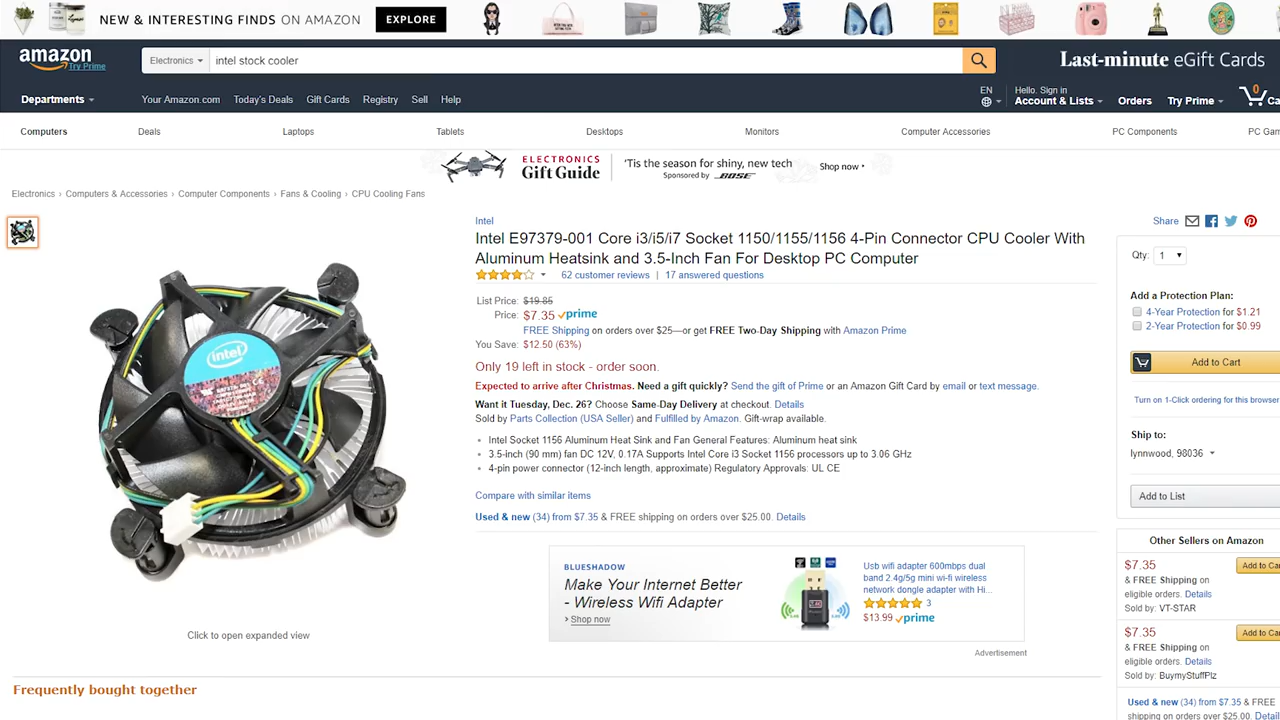 NEW & INTERESTING FINDS ON AMAZON EXPLORE
amazon
Try Prime
Electronics
intel stock cooler
Last-minute eGift Cards
Departments
Your Amazon.com Today's Deals Gift Cards Registry Sell Help
EN
Hello. Sign in
Account & Lists
Orders
Try Prime
0
Ca
Computers Deals Laptops Tablets Desktops Monitors Computer Accessories PC Components PC Gam
ELECTRONICS
Gift Guide
'Tis the season for shiny, new tech
Sponsored by BOSE
Shop now
Electronics › Computers & Accessories › Computer Components › Fans & Cooling › CPU Cooling Fans
intel
Intel
Intel E97379-001 Core i3/i5/i7 Socket 1150/1155/1156 4-Pin Connector CPU Cooler With
Aluminum Heatsink and 3.5-Inch Fan For Desktop PC Computer
62 customer reviews | 17 answered questions
List Price: $19.85
Price: $7.35 prime
FREE Shipping on orders over $25—or get FREE Two-Day Shipping with Amazon Prime
You Save: $12.50 (63%)
Only 19 left in stock - order soon.
Expected to arrive after Christmas. Need a gift quickly? Send the gift of Prime or an Amazon Gift Card by email or text message.
Want it Tuesday, Dec. 26? Choose Same-Day Delivery at checkout. Details
Sold by Parts Collection (USA Seller) and Fulfilled by Amazon. Gift-wrap available.
• Intel Socket 1156 Aluminum Heat Sink and Fan General Features: Aluminum heat sink
• 3.5-inch (90 mm) fan DC 12V, 0.17A Supports Intel Core i3 Socket 1156 processors up to 3.06 GHz
• 4-pin power connector (12-inch length, approximate) Regulatory Approvals: UL CE
Compare with similar items
Used & new (34) from $7.35 & FREE shipping on orders over $25.00. Details
BLUESHADOW
Make Your Internet Better
- Wireless Wifi Adapter
› Shop now
Usb wifi adapter 600mbps dual
band 2.4g/5g mini wi-fi wireless
network dongle adapter with Hi...
3
$13.99 prime
Advertisement
Click to open expanded view
Frequently bought together
Share
Qty: 1
Add a Protection Plan:
4-Year Protection for $1.21
2-Year Protection for $0.99
Add to Cart
Turn on 1-Click ordering for this browser
Ship to:
lynnwood, 98036
Add to List
Other Sellers on Amazon
$7.35
Add to Car
& FREE Shipping on
eligible orders. Details
Sold by: VT-STAR
$7.35
Add to Car
& FREE Shipping on
eligible orders. Details
Sold by: BuymyStuffPlz
Used & new (34) from $7.35 & FREE
shipping on orders over $25.00. Detail